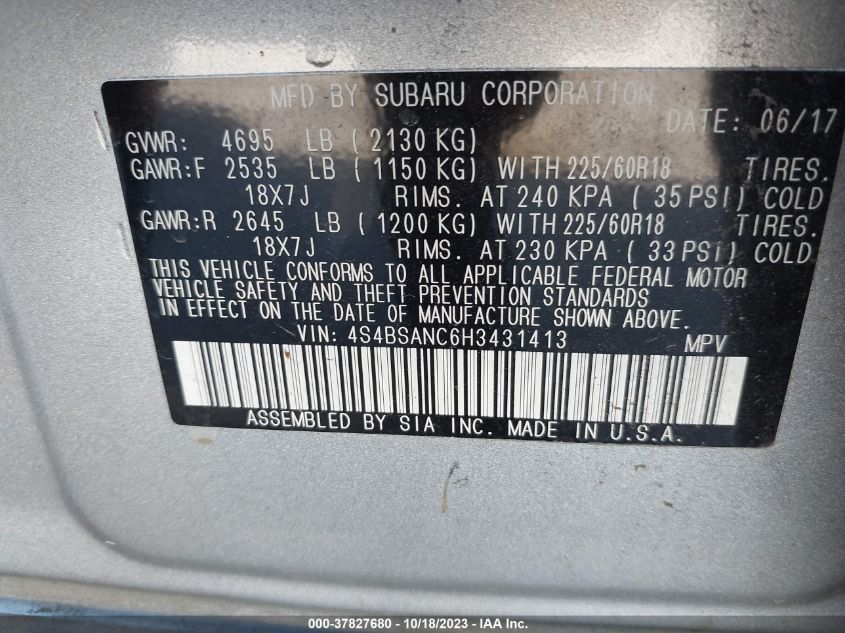 MFD BY SUBARU CORPORATION
DATE: 06/17
GVWR: 4695 LB ( 2130 KG)
GAWR:F 2535 LB ( 1150 KG) WITH 225/60R18 TIRES.
18X7J RIMS. AT 240 KPA ( 35 PSI) COLD
GAWR:R 2645 LB ( 1200 KG) WITH 225/60R18 TIRES.
18X7J RIMS. AT 230 KPA ( 33 PSI) COLD
THIS VEHICLE CONFORMS TO ALL APPLICABLE FEDERAL MOTOR
VEHICLE SAFETY AND THEFT PREVENTION STANDARDS
IN EFFECT ON THE DATE OF MANUFACTURE SHOWN ABOVE.
VIN: 4S4BSANC6H3431413 MPV
ASSEMBLED BY SIA INC. MADE IN U.S.A.
000-37827680 - 10/18/2023 - IAA Inc.